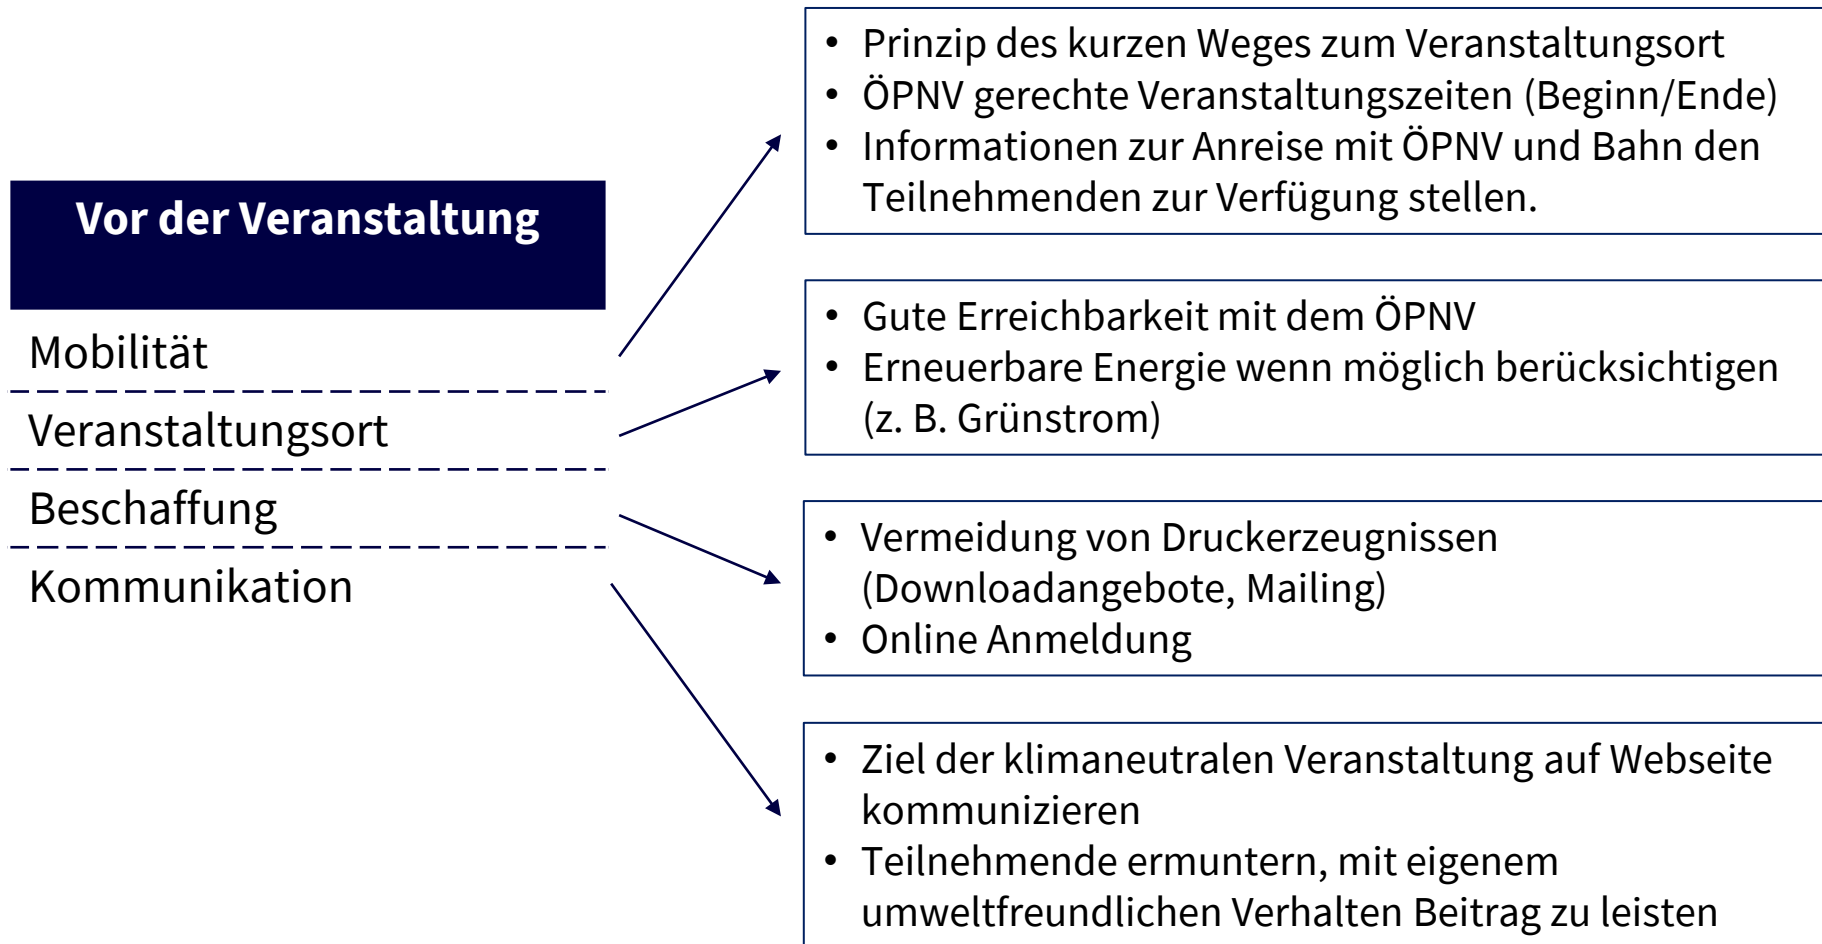 Vor der Veranstaltung
Mobilität
Veranstaltungsort
Beschaffung
Kommunikation
• Prinzip des kurzen Weges zum Veranstaltungsort
• ÖPNV gerechte Veranstaltungszeiten (Beginn/Ende)
• Informationen zur Anreise mit ÖPNV und Bahn den
Teilnehmenden zur Verfügung stellen.
• Gute Erreichbarkeit mit dem ÖPNV
• Erneuerbare Energie wenn möglich berücksichtigen
(z. B. Grünstrom)
• Vermeidung von Druckerzeugnissen
(Downloadangebote, Mailing)
• Online Anmeldung
• Ziel der klimaneutralen Veranstaltung auf Webseite
kommunizieren
• Teilnehmende ermuntern, mit eigenem
umweltfreundlichen Verhalten Beitrag zu leisten